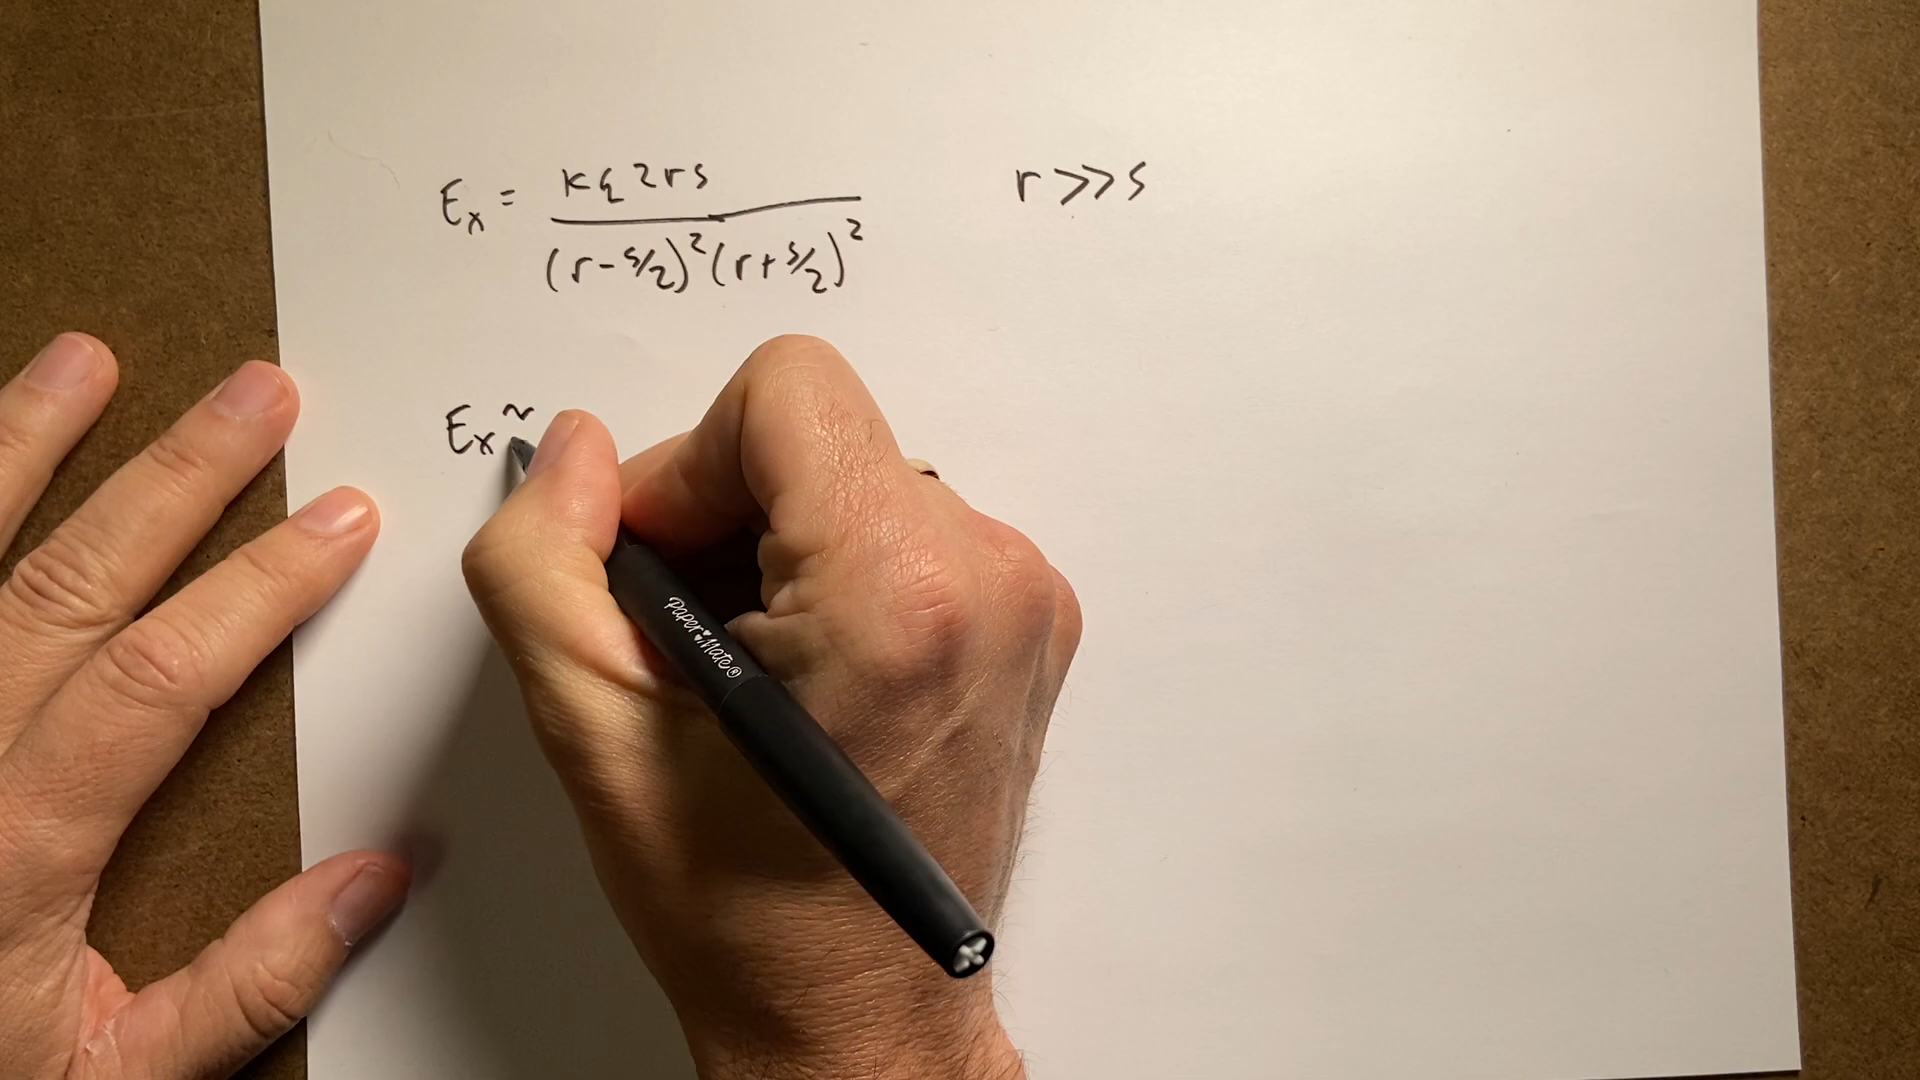 Ex = kq2rs / (r-s/2)²(r+s/2)²
r >> s
Ex ~
Paper:Mate®